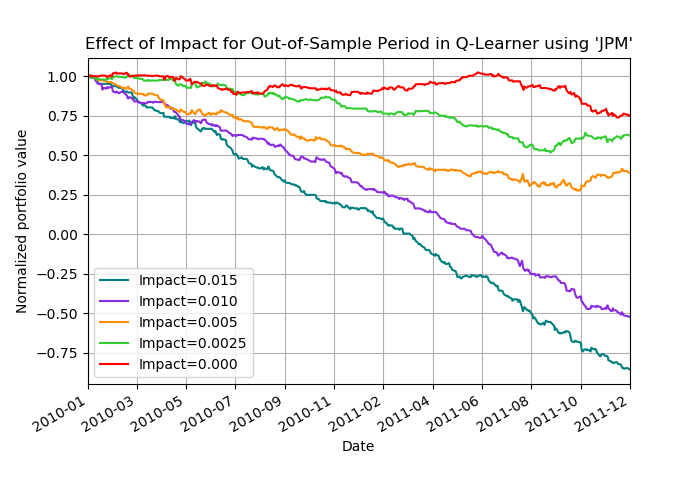 Effect of Impact for Out-of-Sample Period in Q-Learner using 'JPM'
Normalized portfolio value
1.00
0.75
0.50
0.25
0.00
−0.25
−0.50
−0.75
Impact=0.015
Impact=0.010
Impact=0.005
Impact=0.0025
Impact=0.000
2010-01
2010-03
2010-05
2010-07
2010-09
2010-11
2011-02
2011-04
2011-06
2011-08
2011-10
2011-12
Date